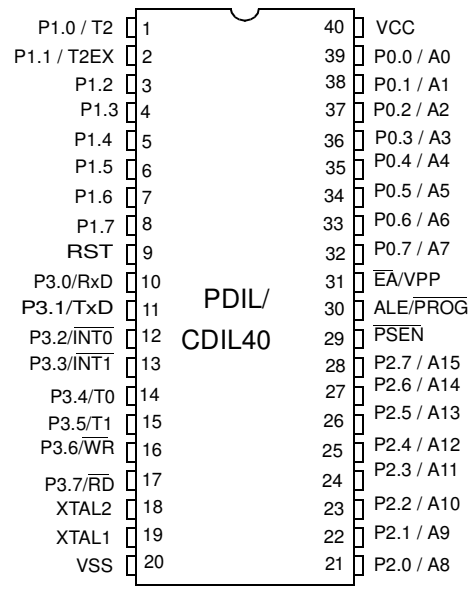 P1.0 / T2 1 40 VCC
P1.1 / T2EX 2 39 P0.0 / A0
P1.2 3 38 P0.1 / A1
P1.3 4 37 P0.2 / A2
P1.4 5 36 P0.3 / A3
P1.5 6 35 P0.4 / A4
P1.6 7 34 P0.5 / A5
P1.7 8 33 P0.6 / A6
RST 9 32 P0.7 / A7
P3.0/RxD 10 31 E̅A̅/VPP
P3.1/TxD 11 30 ALE/P̅R̅O̅G̅
PDIL/
P3.2/I̅N̅T̅0̅ 12 29 P̅S̅E̅N̅
CDIL40
P3.3/I̅N̅T̅1̅ 13 28 P2.7 / A15
P3.4/T0 14 27 P2.6 / A14
P3.5/T1 15 26 P2.5 / A13
P3.6/W̅R̅ 16 25 P2.4 / A12
P3.7/R̅D̅ 17 24 P2.3 / A11
XTAL2 18 23 P2.2 / A10
XTAL1 19 22 P2.1 / A9
VSS 20 21 P2.0 / A8